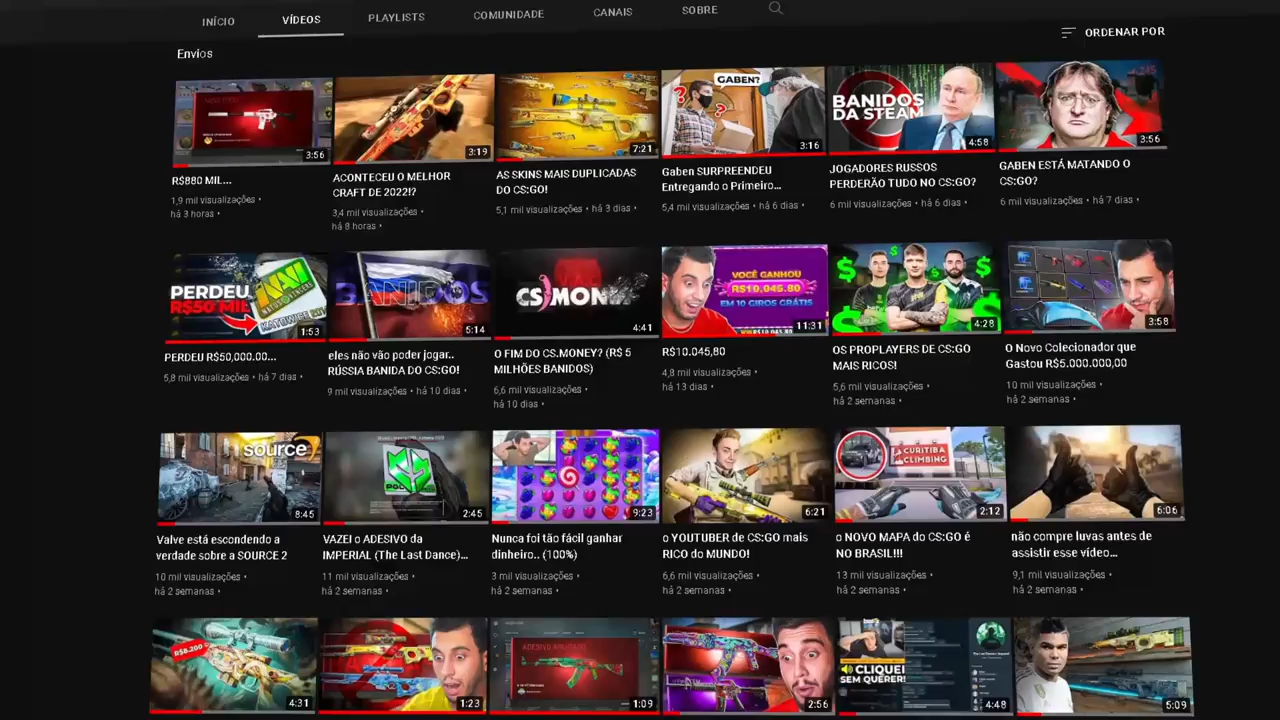 INÍCIO
VÍDEOS
PLAYLISTS
COMUNIDADE
CANAIS
SOBRE
Envios
ORDENAR POR
3:56
3:19
7:21
GABEN?
3:16
BANIDOS
DA STEAM
4:58
3:56
R$880 MIL...
1,9 mil visualizações •
há 3 horas •
ACONTECEU O MELHOR
CRAFT DE 2022!?
3,4 mil visualizações •
há 8 horas •
AS SKINS MAIS DUPLICADAS
DO CS:GO!
5,1 mil visualizações • há 3 dias •
Gaben SURPREENDEU
Entregando o Primeiro...
5,4 mil visualizações • há 6 dias •
JOGADORES RUSSOS
PERDERÃO TUDO NO CS:GO?
6 mil visualizações • há 6 dias •
GABEN ESTÁ MATANDO O
CS:GO?
6 mil visualizações • há 7 dias •
PERDEU
R$50 MIL
NAVI
KATOWICE
1:53
BANIDOS
5:14
CS MONEY
4:41
VOCÊ GANHOU
R$10,045.80
EM 10 GIROS GRÁTIS
11:31
4:28
3:58
PERDEU R$50,000.00...
5,8 mil visualizações • há 7 dias •
eles não vão poder jogar..
RÚSSIA BANIDA DO CS:GO!
9 mil visualizações • há 10 dias •
O FIM DO CS.MONEY? (R$ 5
MILHÕES BANIDOS)
6,6 mil visualizações •
há 10 dias •
R$10.045,80
4,8 mil visualizações •
há 13 dias •
OS PROPLAYERS DE CS:GO
MAIS RICOS!
5,6 mil visualizações •
há 2 semanas •
O Novo Colecionador que
Gastou R$5.000.000,00
10 mil visualizações •
há 2 semanas •
source
8:45
2:45
9:23
6:21
CURITIBA
CLIMBING
2:12
6:06
Valve está escondendo a
verdade sobre a SOURCE 2
10 mil visualizações •
há 2 semanas •
VAZEI o ADESIVO da
IMPERIAL (The Last Dance)...
11 mil visualizações •
há 2 semanas •
Nunca foi tão fácil ganhar
dinheiro.. (100%)
3 mil visualizações •
há 2 semanas •
o YOUTUBER de CS:GO mais
RICO do MUNDO!
6,6 mil visualizações •
há 2 semanas •
o NOVO MAPA do CS:GO é
NO BRASIL!!!
13 mil visualizações •
há 2 semanas •
não compre luvas antes de
assistir esse vídeo...
9,1 mil visualizações •
há 2 semanas •
R$8.200
4:31
1:23
1:09
2:56
CLIQUEI
SEM QUERER!
4:48
5:09